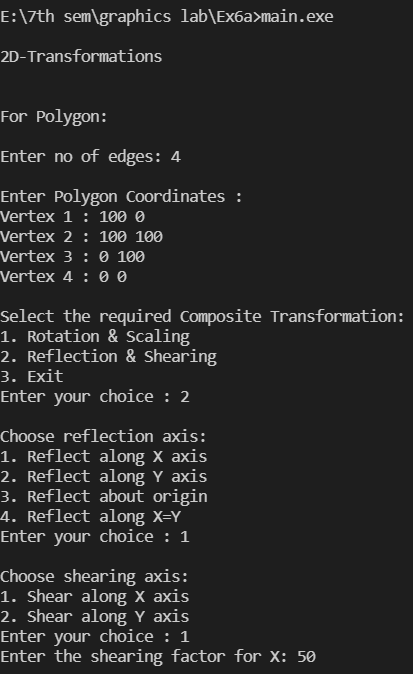 E:\7th sem\graphics lab\Ex6a>main.exe
2D-Transformations
For Polygon:
Enter no of edges: 4
Enter Polygon Coordinates :
Vertex 1 : 100 0
Vertex 2 : 100 100
Vertex 3 : 0 100
Vertex 4 : 0 0
Select the required Composite Transformation:
1. Rotation & Scaling
2. Reflection & Shearing
3. Exit
Enter your choice : 2
Choose reflection axis:
1. Reflect along X axis
2. Reflect along Y axis
3. Reflect about origin
4. Reflect along X=Y
Enter your choice : 1
Choose shearing axis:
1. Shear along X axis
2. Shear along Y axis
Enter your choice : 1
Enter the shearing factor for X: 50